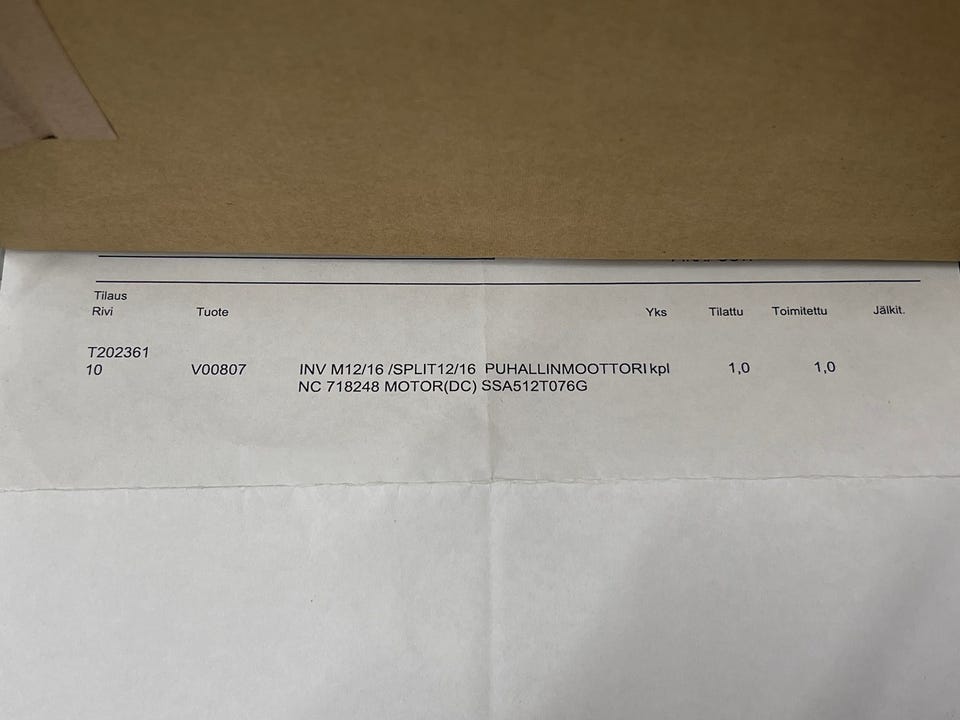 Tilaus
Rivi Tuote Yks Tilattu Toimitettu Jälkit.
T202361
10 V00807 INV M12/16 /SPLIT12/16 PUHALLINMOOTTORI kpl 1,0 1,0
NC 718248 MOTOR(DC) SSA512T076G